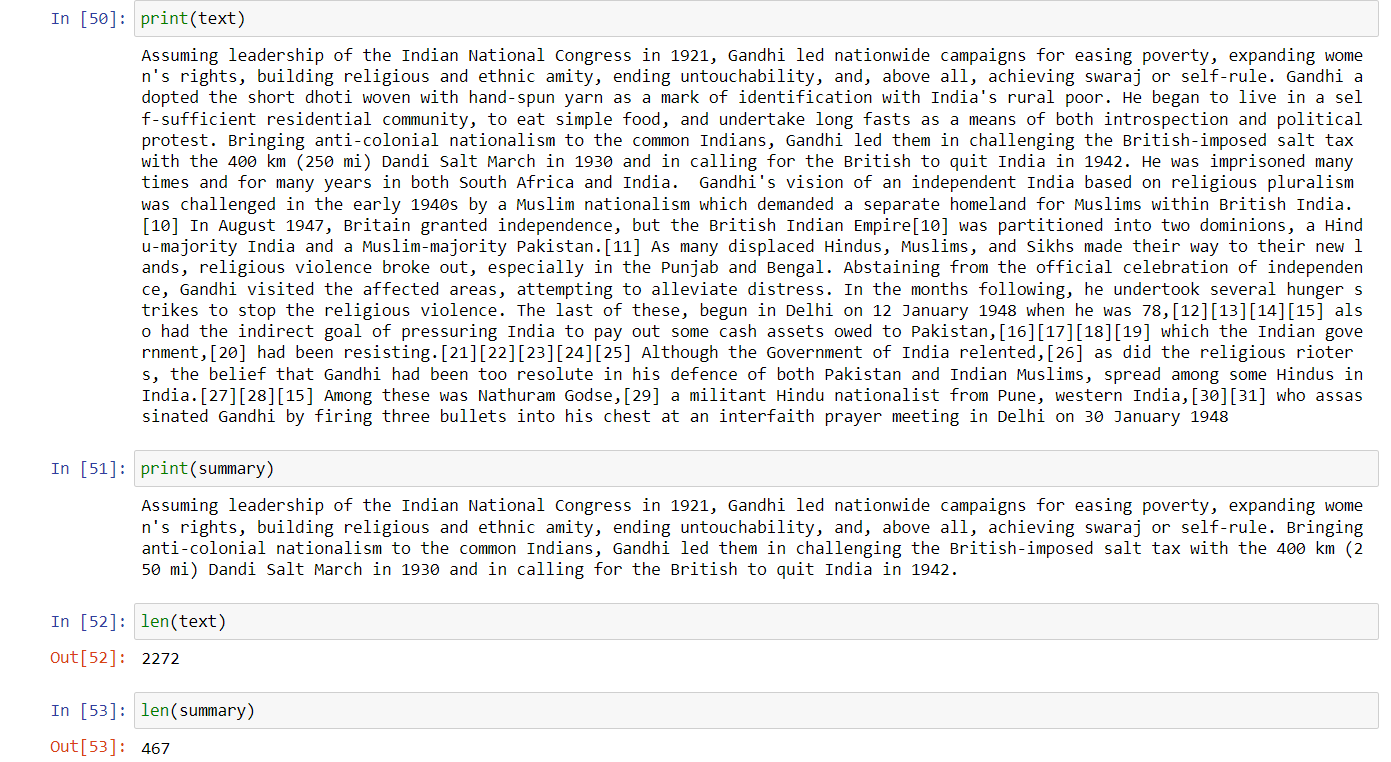 In [50]: print(text)
Assuming leadership of the Indian National Congress in 1921, Gandhi led nationwide campaigns for easing poverty, expanding wome
n's rights, building religious and ethnic amity, ending untouchability, and, above all, achieving swaraj or self-rule. Gandhi a
dopted the short dhoti woven with hand-spun yarn as a mark of identification with India's rural poor. He began to live in a sel
f-sufficient residential community, to eat simple food, and undertake long fasts as a means of both introspection and political
protest. Bringing anti-colonial nationalism to the common Indians, Gandhi led them in challenging the British-imposed salt tax
with the 400 km (250 mi) Dandi Salt March in 1930 and in calling for the British to quit India in 1942. He was imprisoned many
times and for many years in both South Africa and India.  Gandhi's vision of an independent India based on religious pluralism
was challenged in the early 1940s by a Muslim nationalism which demanded a separate homeland for Muslims within British India.
[10] In August 1947, Britain granted independence, but the British Indian Empire[10] was partitioned into two dominions, a Hind
u-majority India and a Muslim-majority Pakistan.[11] As many displaced Hindus, Muslims, and Sikhs made their way to their new l
ands, religious violence broke out, especially in the Punjab and Bengal. Abstaining from the official celebration of independen
ce, Gandhi visited the affected areas, attempting to alleviate distress. In the months following, he undertook several hunger s
trikes to stop the religious violence. The last of these, begun in Delhi on 12 January 1948 when he was 78,[12][13][14][15] als
o had the indirect goal of pressuring India to pay out some cash assets owed to Pakistan,[16][17][18][19] which the Indian gove
rnment,[20] had been resisting.[21][22][23][24][25] Although the Government of India relented,[26] as did the religious rioter
s, the belief that Gandhi had been too resolute in his defence of both Pakistan and Indian Muslims, spread among some Hindus in
India.[27][28][15] Among these was Nathuram Godse,[29] a militant Hindu nationalist from Pune, western India,[30][31] who assas
sinated Gandhi by firing three bullets into his chest at an interfaith prayer meeting in Delhi on 30 January 1948
In [51]: print(summary)
Assuming leadership of the Indian National Congress in 1921, Gandhi led nationwide campaigns for easing poverty, expanding wome
n's rights, building religious and ethnic amity, ending untouchability, and, above all, achieving swaraj or self-rule. Bringing
anti-colonial nationalism to the common Indians, Gandhi led them in challenging the British-imposed salt tax with the 400 km (2
50 mi) Dandi Salt March in 1930 and in calling for the British to quit India in 1942.
In [52]: len(text)
Out[52]: 2272
In [53]: len(summary)
Out[53]: 467